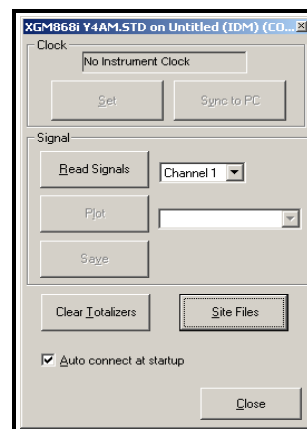 XGM868i Y4AM.STD on Untitled (IDM) (CO...
Clock
No Instrument Clock
Set
Sync to PC
Signal
Read Signals
Channel 1
Plot
Save
Clear Totalizers
Site Files
Auto connect at startup
Close